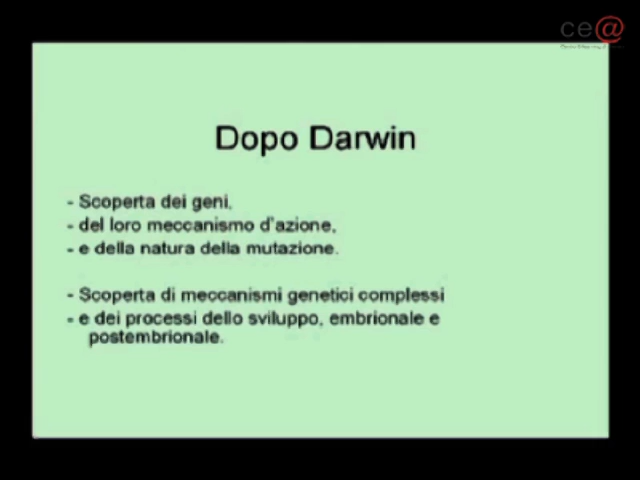 ce@
Dopo Darwin
- Scoperta dei geni,
- del loro meccanismo d'azione,
- e della natura della mutazione.
- Scoperta di meccanismi genetici complessi
- e dei processi dello sviluppo, embrionale e
postembrionale.